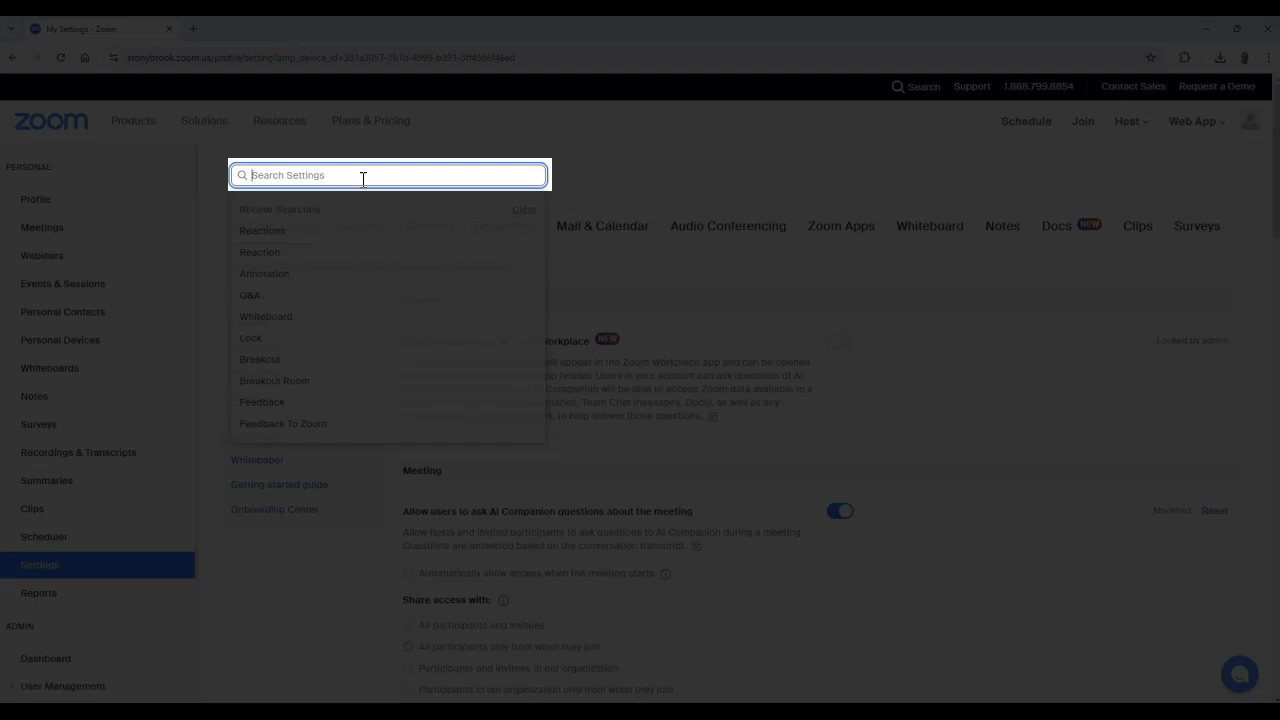 My Settings - Zoom
stonybrook.zoom.us/profile/setting?amp_device_id=381a3057-761b-4999-b391-3ff4566f46ed
Search
Support
1.888.799.8854
Contact Sales
Request a Demo
zoom
Products
Solutions
Resources
Plans & Pricing
Schedule
Join
Host
Web App
PERSONAL
Profile
Meetings
Webinars
Events & Sessions
Personal Contacts
Personal Devices
Whiteboards
Notes
Surveys
Recordings & Transcripts
Summaries
Clips
Scheduler
Settings
Reports
ADMIN
Dashboard
User Management
Search Settings
Recent Searches
Clear
Reactions
Reaction
Annotation
Q&A
Whiteboard
Lock
Breakout
Breakout Room
Feedback
Feedback To Zoom
Whitepaper
Getting started guide
Onboarding Center
Mail & Calendar
Audio Conferencing
Zoom Apps
Whiteboard
Notes
Docs NEW
Clips
Surveys
Workplace NEW
Locked by admin
will appear in the Zoom Workplace app and can be opened
header. Users in your account can ask questions of AI
Companion will be able to access Zoom data available to a
Team Chat messages, Docs), as well as any
to help answer those questions.
Meeting
Allow users to ask AI Companion questions about the meeting
Modified
Reset
Allow hosts and invited participants to ask questions to AI Companion during a meeting
Questions are answered based on the conversation transcript.
Automatically allow access when the meeting starts
Share access with:
All participants and invitees
All participants only from when they join
Participants and invitees in our organization
Participants in our organization only from when they join